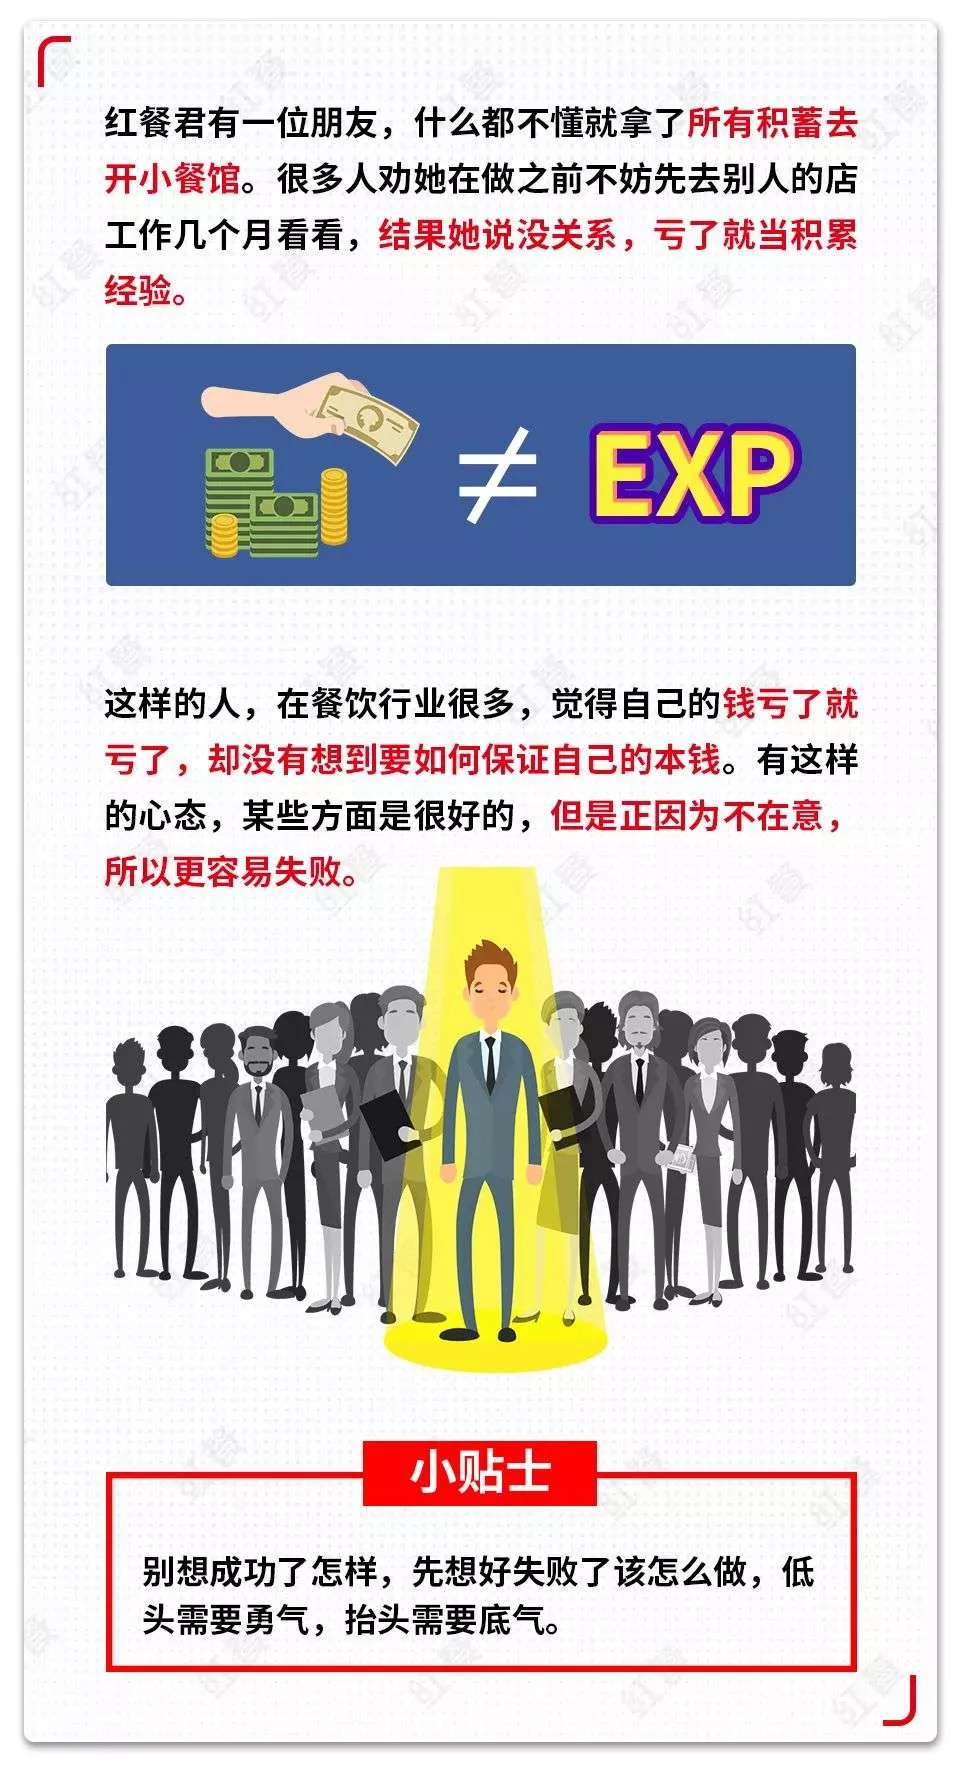 红餐君有一位朋友，什么都不懂就拿了所有积蓄去
开小餐馆。很多人劝她在做之前不妨先去别人的店
工作几个月看看，结果她说没关系，亏了就当积累
经验。
≠ EXP
这样的人，在餐饮行业很多，觉得自己的钱亏了就
亏了，却没有想到要如何保证自己的本钱。有这样
的心态，某些方面是很好的，但是正因为不在意，
所以更容易失败。
小贴士
别想成功了怎样，先想好失败了该怎么做，低
头需要勇气，抬头需要底气。